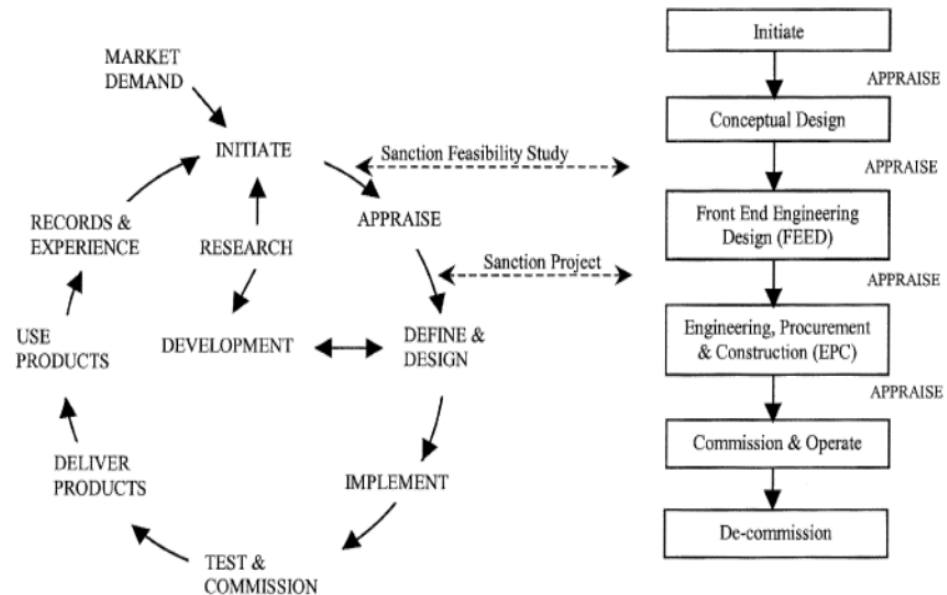 MARKET
DEMAND
INITIATE
Sanction Feasibility Study
APPRAISE
RECORDS &
EXPERIENCE
RESEARCH
Sanction Project
USE
PRODUCTS
DEVELOPMENT
DEFINE &
DESIGN
DELIVER
PRODUCTS
IMPLEMENT
TEST &
COMMISSION
Initiate
APPRAISE
Conceptual Design
APPRAISE
Front End Engineering
Design (FEED)
APPRAISE
Engineering, Procurement
& Construction (EPC)
APPRAISE
Commission & Operate
De-commission